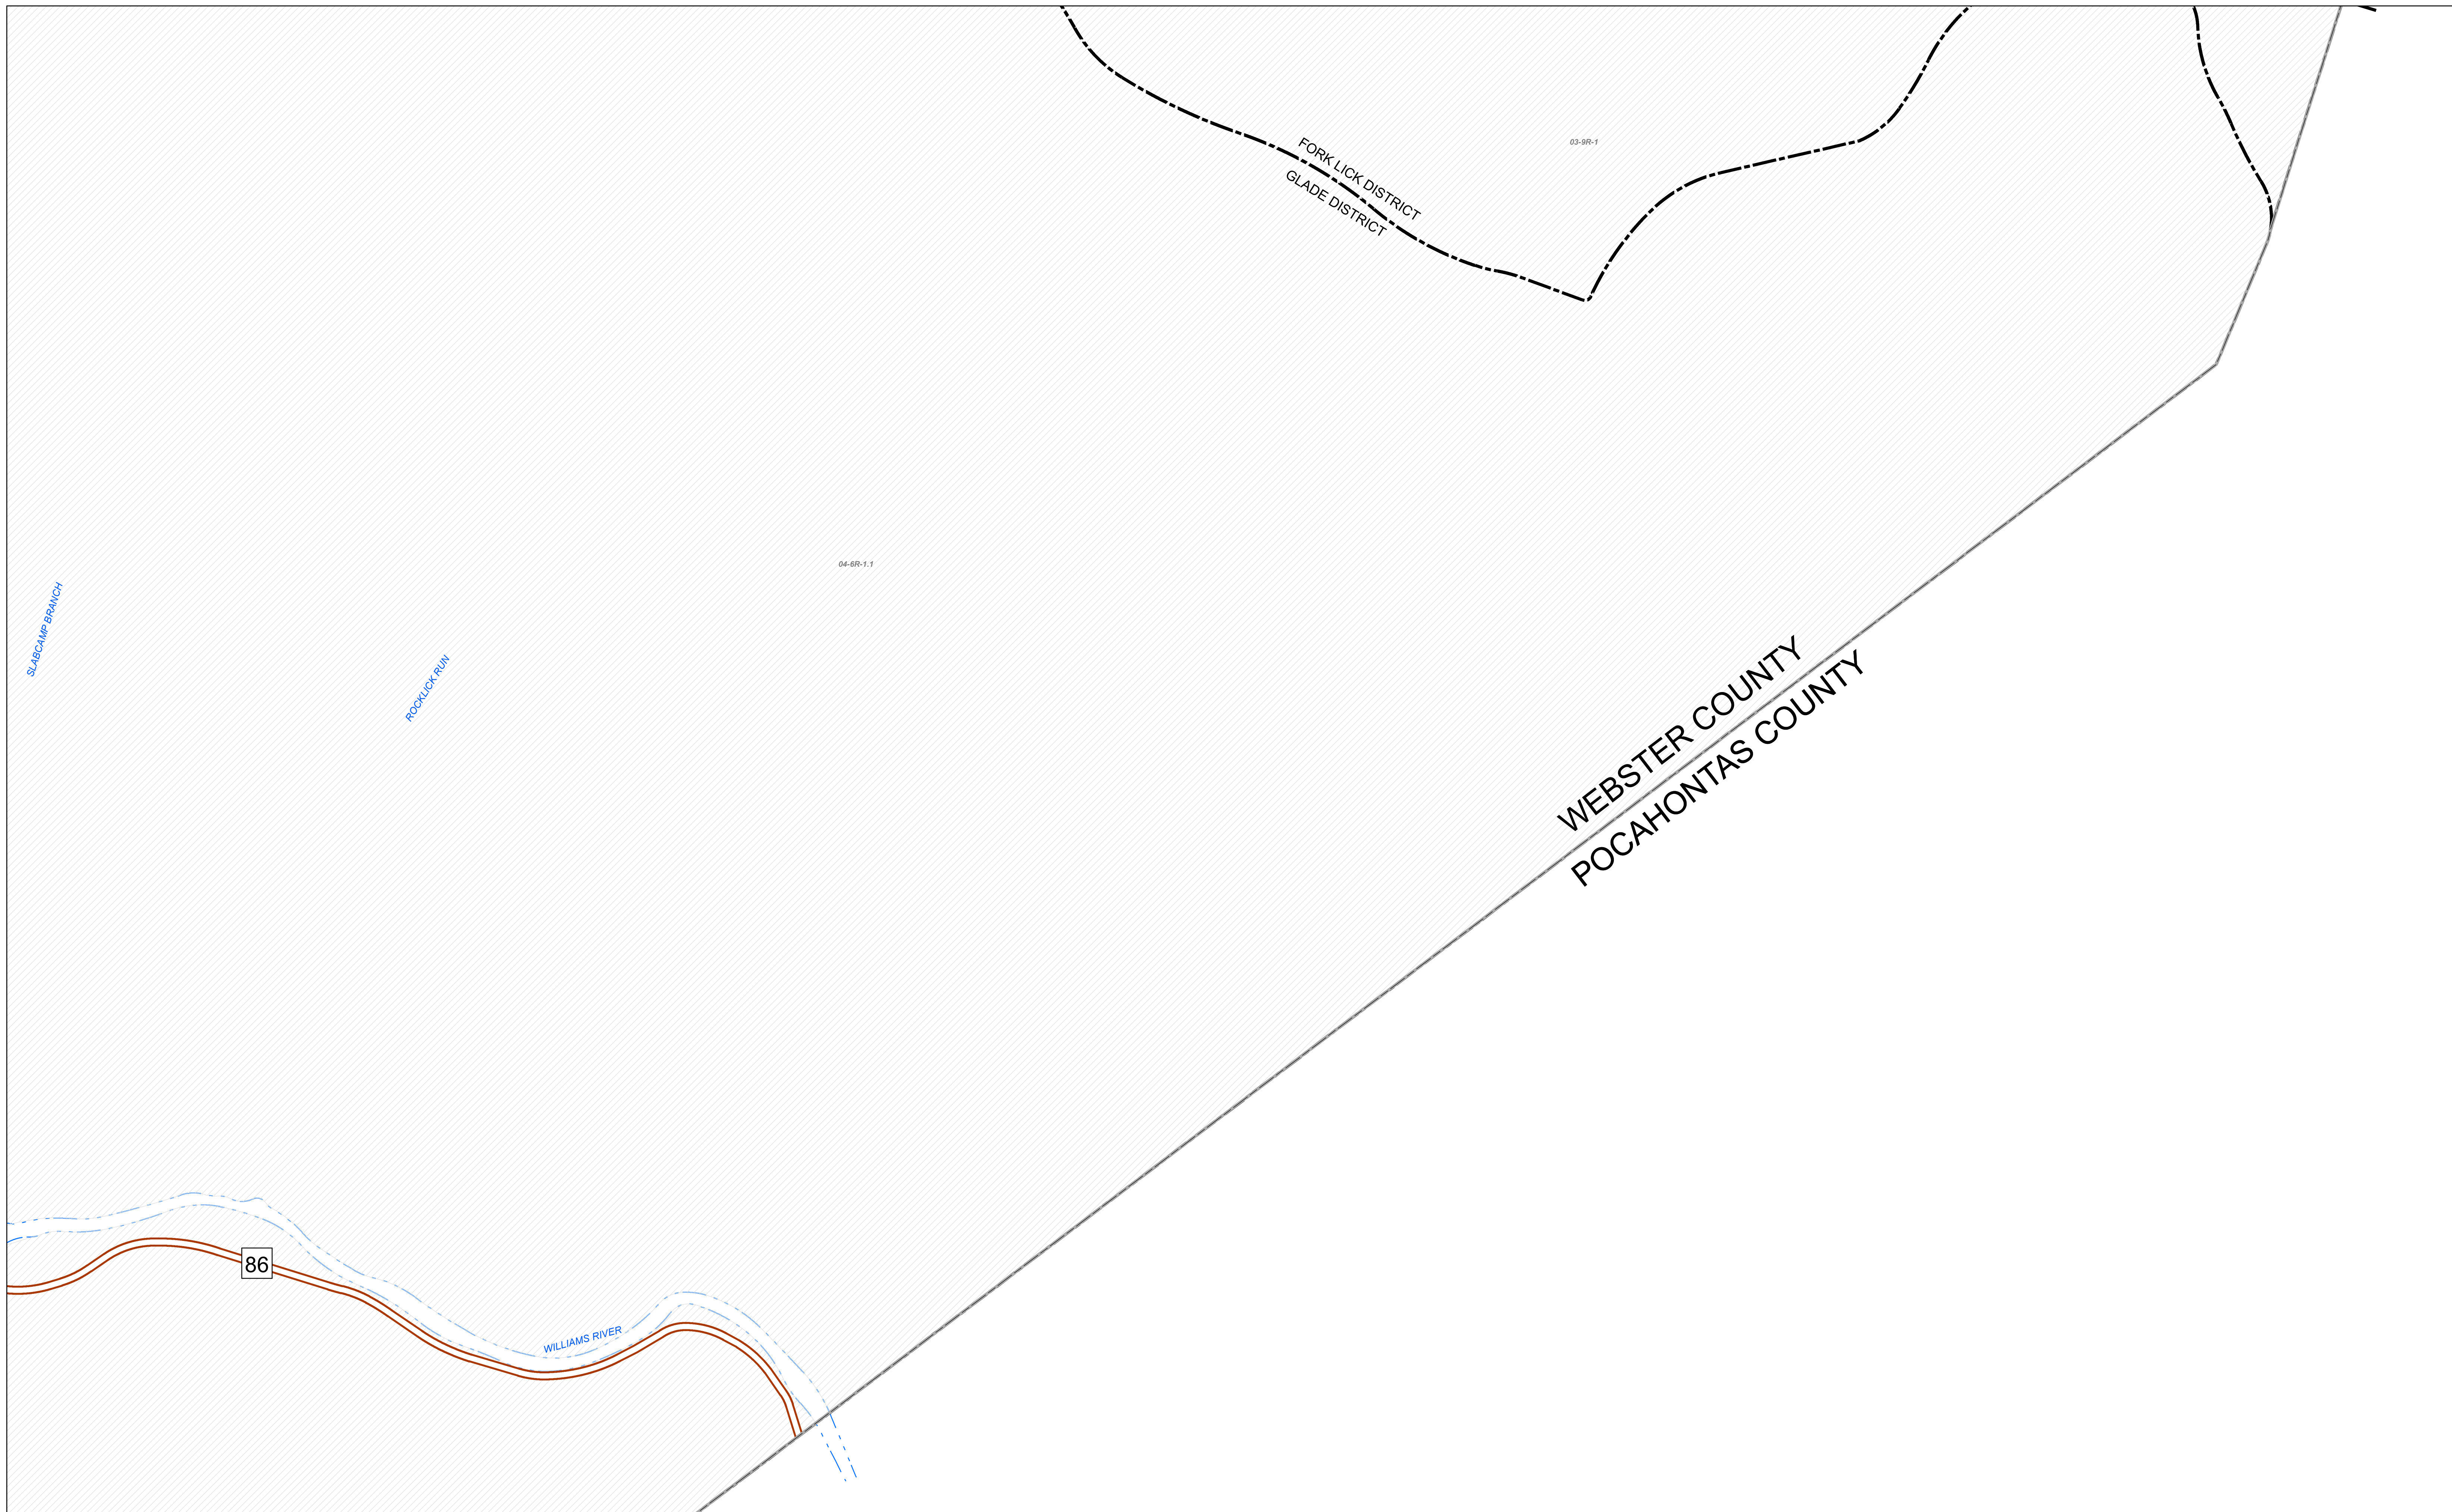 FORK LICK DISTRICT
GLADE DISTRICT
03-9R-1
04-6R-1.1
SLABCAMP BRANCH
ROCKLICK RUN
WEBSTER COUNTY
POCAHONTAS COUNTY
86
WILLIAMS RIVER